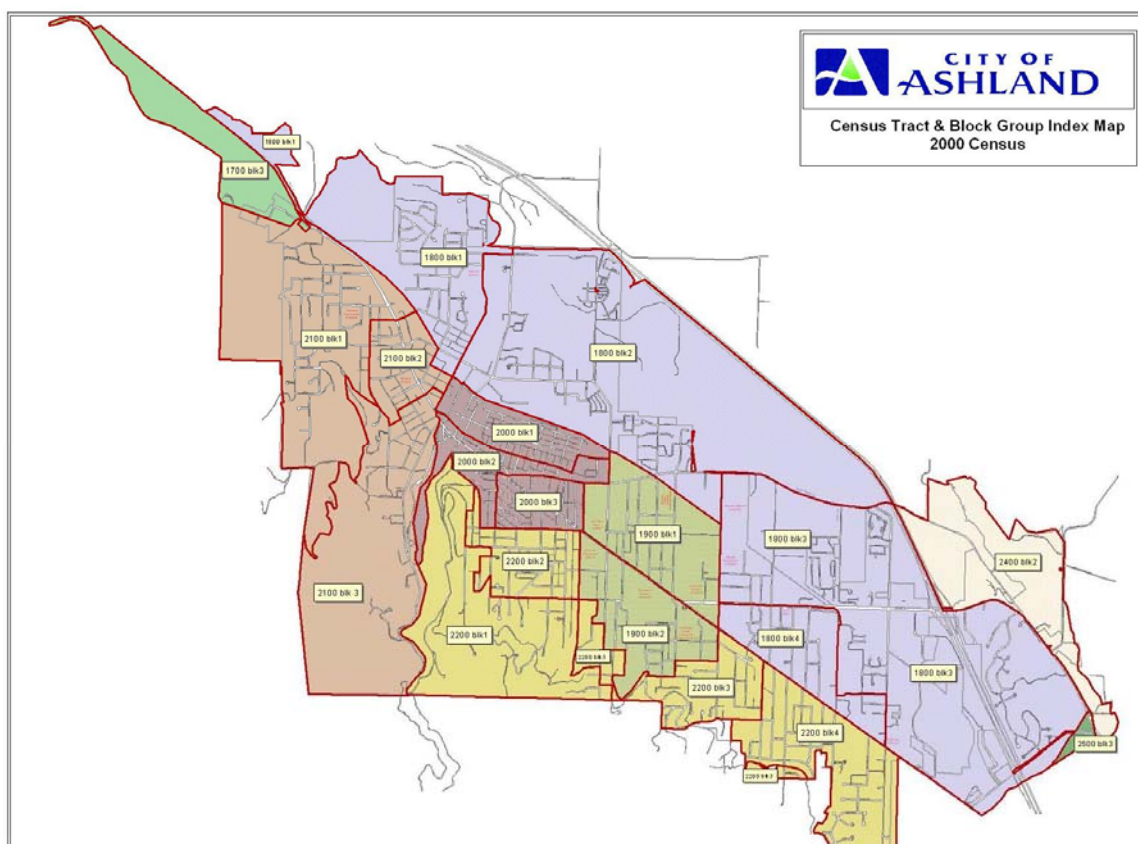 CITY OF
ASHLAND
Census Tract & Block Group Index Map
2000 Census
1800 blk1
1700 blk3
1800 blk1
2100 blk1
2100 blk2
1800 blk2
2000 blk1
2000 blk2
2000 blk3
1900 blk1
1800 blk3
2400 blk2
2200 blk2
2100 blk 3
2200 blk1
1900 blk2
1800 blk4
1800 blk3
2200 blk3
2200 blk4